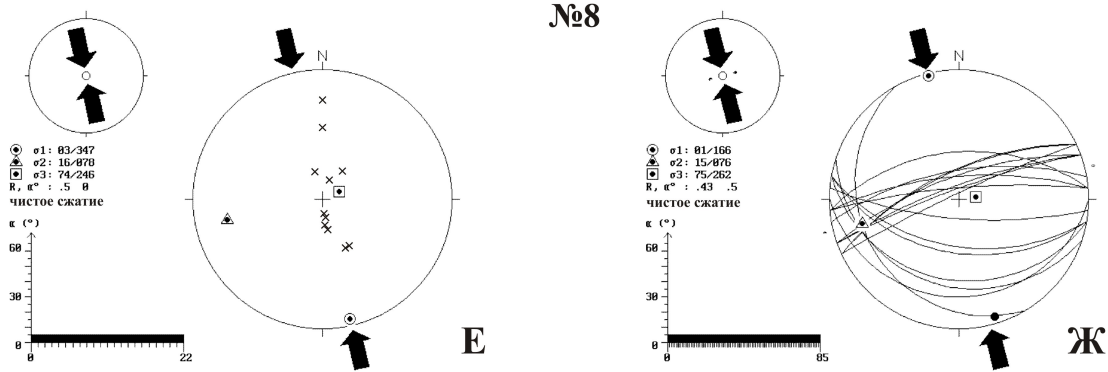 №8
N
σ1: 03/347
σ2: 16/078
σ3: 74/246
R, α° : .5 0
чистое сжатие
α (°)
60
30
0
0
22
Е
N
σ1: 01/166
σ2: 15/076
σ3: 75/262
R, α° : .43 .5
чистое сжатие
α (°)
60
30
0
0
85
Ж